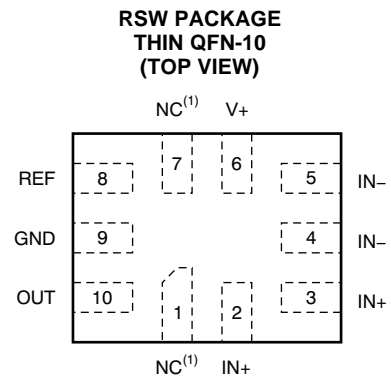 RSW PACKAGE
THIN QFN-10
(TOP VIEW)
NC(1) V+
7 6
REF 8 5 IN–
GND 9 4 IN–
OUT 10 3 IN+
1 2
NC(1) IN+